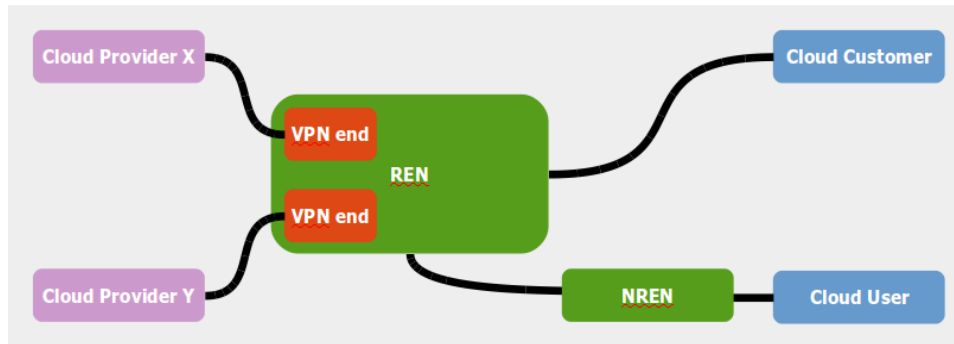 Cloud Provider X
Cloud Customer
VPN end
REN
VPN end
Cloud Provider Y
NREN
Cloud User